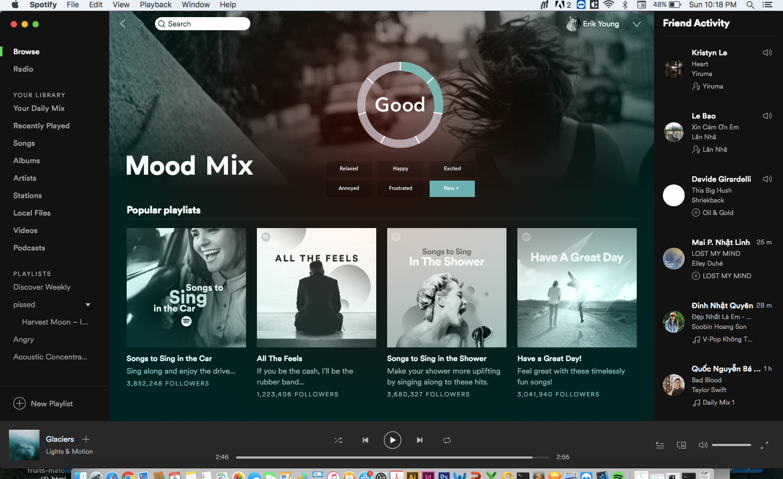 Spotify File Edit View Playback Window Help
2
48%
Sun 10:18 PM
Search
Erik Young
Browse
Radio
YOUR LIBRARY
Your Daily Mix
Recently Played
Songs
Albums
Artists
Stations
Local Files
Videos
Podcasts
PLAYLISTS
Discover Weekly
pissed
Harvest Moon – I...
Angry
Acoustic Concentra...
New Playlist
Good
Mood Mix
Relaxed Happy Excited
Annoyed Frustrated New +
Popular playlists
Songs to
Sing
in the Car
ALL THE FEELS
Songs to Sing
In The Shower
Have A Great Day
Songs to Sing in the Car
Sing along and enjoy the drive...
3,852,248 FOLLOWERS
All The Feels
If you be the cash, I'll be the
rubber band...
1,223,406 FOLLOWERS
Songs to Sing in the Shower
Make your shower more uplifting
by singing along to these hits.
3,680,327 FOLLOWERS
Have a Great Day!
Feel great with these timelessly
fun songs!
3,041,940 FOLLOWERS
Friend Activity
Kristyn Le
Heart
Yiruma
Yiruma
Le Bao
Xin Cám Ơn Em
Lân Nhã
Lân Nhã
Davide Girardelli
This Big Hush
Shriekback
Oil & Gold
Mai P. Nhật Linh 25 m
LOST MY MIND
Elley Duhé
LOST MY MIND
Đinh Nhật Quyên 28 m
Đẹp Nhất Là Em - ...
Soobin Hoang Son
V-Pop Không T...
Quốc Nguyễn Bá ... 1 h
Bad Blood
Taylor Swift
Daily Mix 1
Glaciers
Lights & Motion
2:46
2:56